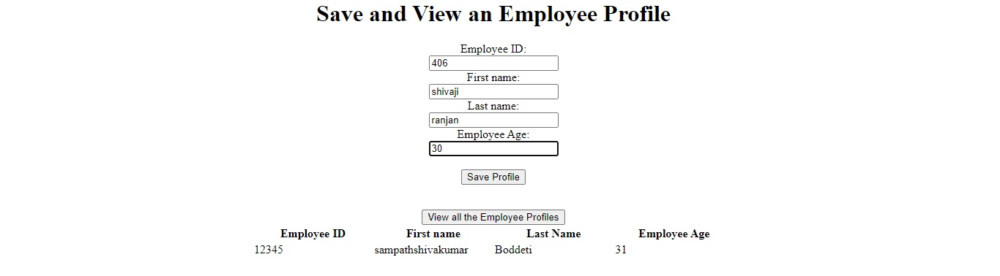 Save and View an Employee Profile
Employee ID:
406
First name:
shivaji
Last name:
ranjan
Employee Age:
30
Save Profile
View all the Employee Profiles
Employee ID First name Last Name Employee Age
12345 sampathshivakumar Boddeti 31